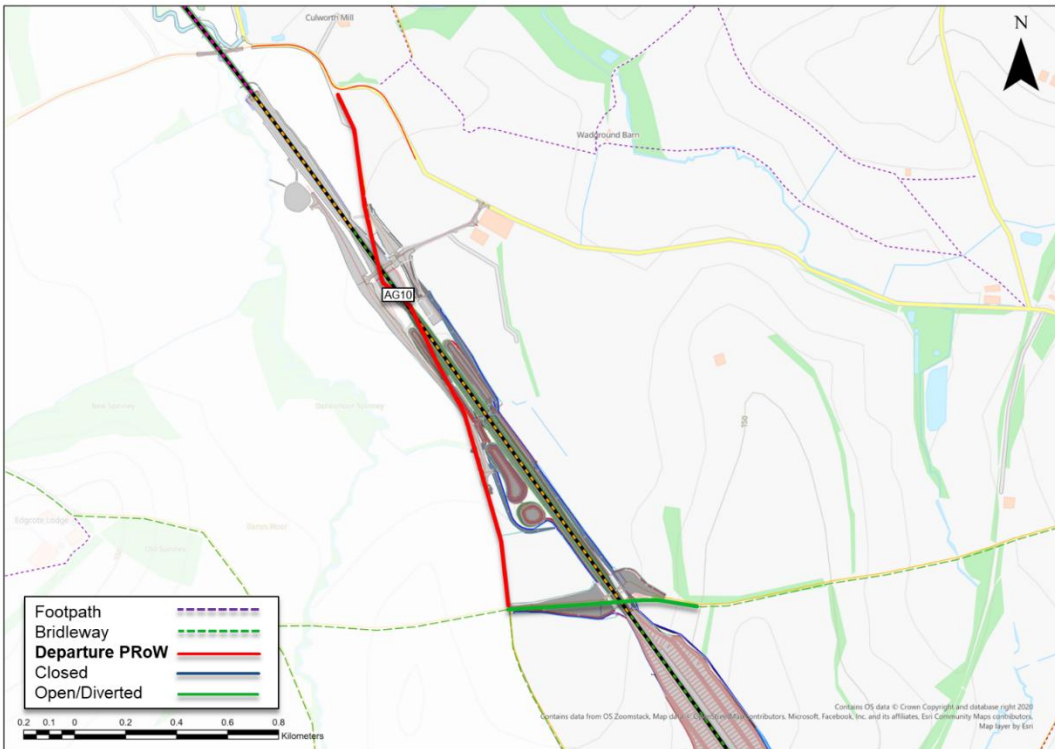 Culworth Mill
N
Wadground Barn
AG10
150
Edgcote Lodge
Footpath
Bridleway
Departure PRoW
Closed
Open/Diverted
0.2 0.1 0 0.2 0.4 0.6 0.8
Kilometers
Contains OS data © Crown Copyright and database right 2020
Contains data from OS Zoomstack, Map data © OpenStreetMap contributors, Microsoft, Facebook, Inc. and its affiliates, Esri Community Maps contributors,
Map layer by Esri